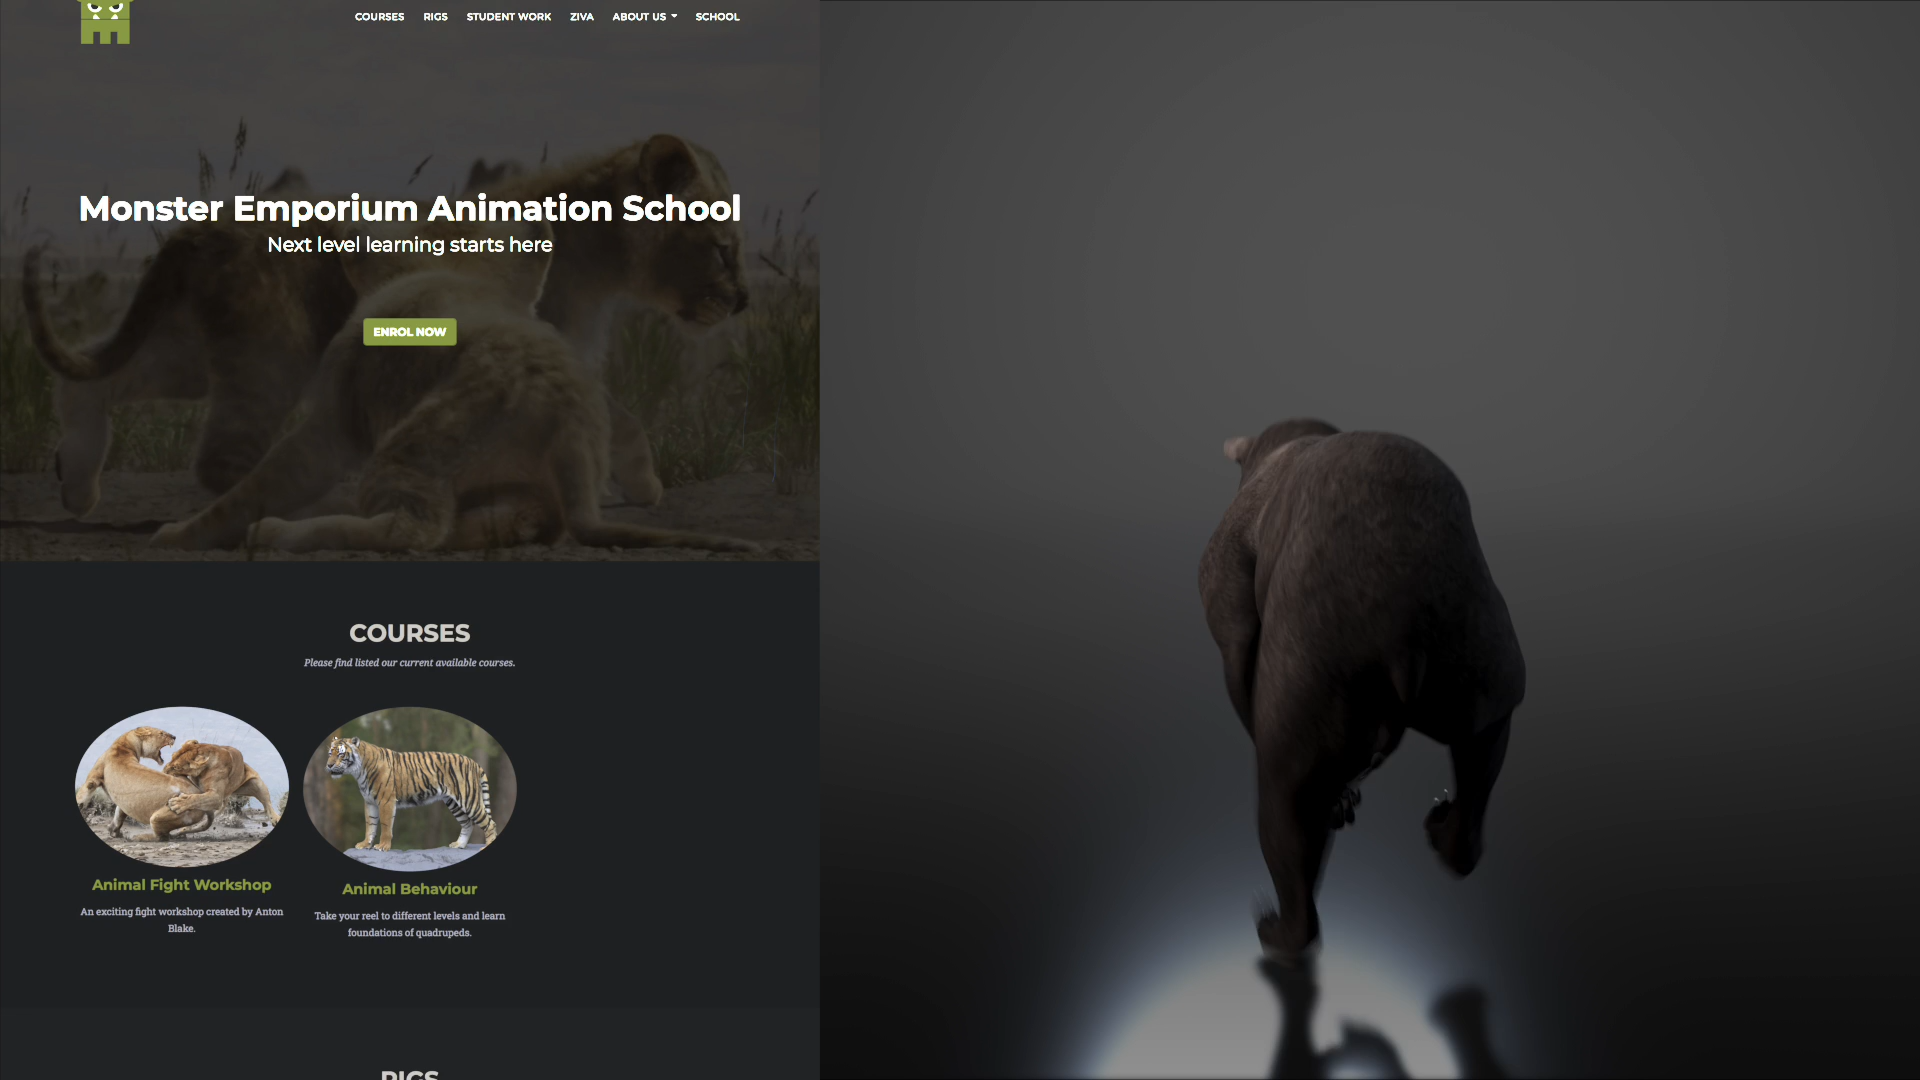 COURSES RIGS STUDENT WORK ZIVA ABOUT US SCHOOL
Monster Emporium Animation School
Next level learning starts here
ENROL NOW
COURSES
Please find listed our current available courses.
Animal Fight Workshop
An exciting fight workshop created by Anton
Blake.
Animal Behaviour
Take your reel to different levels and learn
foundations of quadrupeds.
RIGS